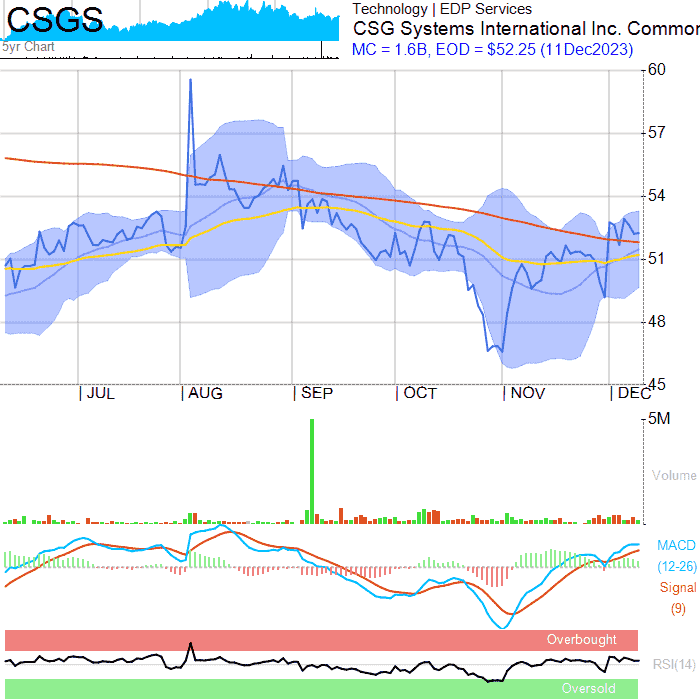 CSGS
5yr Chart
Technology | EDP Services
CSG Systems International Inc. Common
MC = 1.6B, EOD = $52.25 (11Dec2023)
60
57
54
51
48
45
JUL AUG SEP OCT NOV DEC
5M
Volume
MACD
(12-26)
Signal
(9)
Overbought
RSI(14)
Oversold